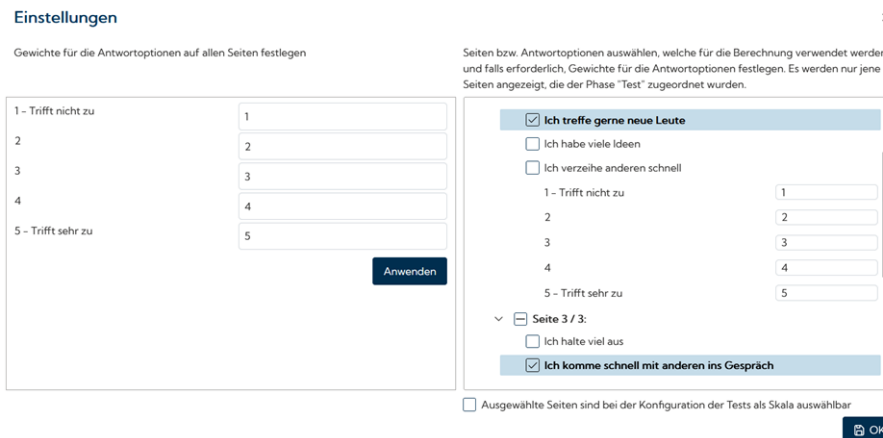 Einstellungen
Gewichte für die Antwortoptionen auf allen Seiten festlegen
1 - Trifft nicht zu
1
2
2
3
3
4
4
5 - Trifft sehr zu
5
Anwenden
Seiten bzw. Antwortoptionen auswählen, welche für die Berechnung verwendet werden
und falls erforderlich, Gewichte für die Antwortoptionen festlegen. Es werden nur jene
Seiten angezeigt, die der Phase "Test" zugeordnet wurden.
Ich treffe gerne neue Leute
Ich habe viele Ideen
Ich verzeihe anderen schnell
1 - Trifft nicht zu
1
2
2
3
3
4
4
5 - Trifft sehr zu
5
Seite 3 / 3:
Ich halte viel aus
Ich komme schnell mit anderen ins Gespräch
Ausgewählte Seiten sind bei der Konfiguration der Tests als Skala auswählbar
OK